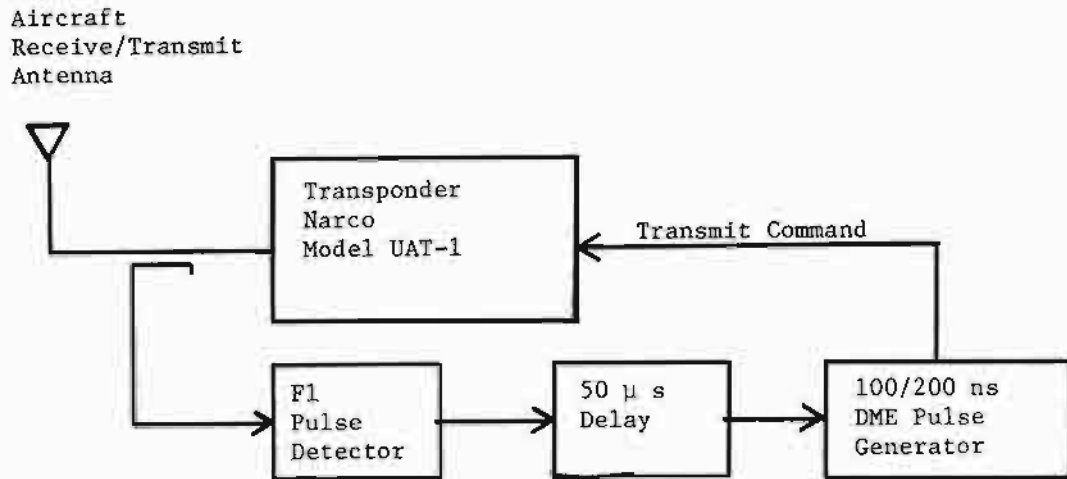 Aircraft
Receive/Transmit
Antenna
Transponder
Narco
Model UAT-1
Transmit Command
F1
Pulse
Detector
50 μ s
Delay
100/200 ns
DME Pulse
Generator